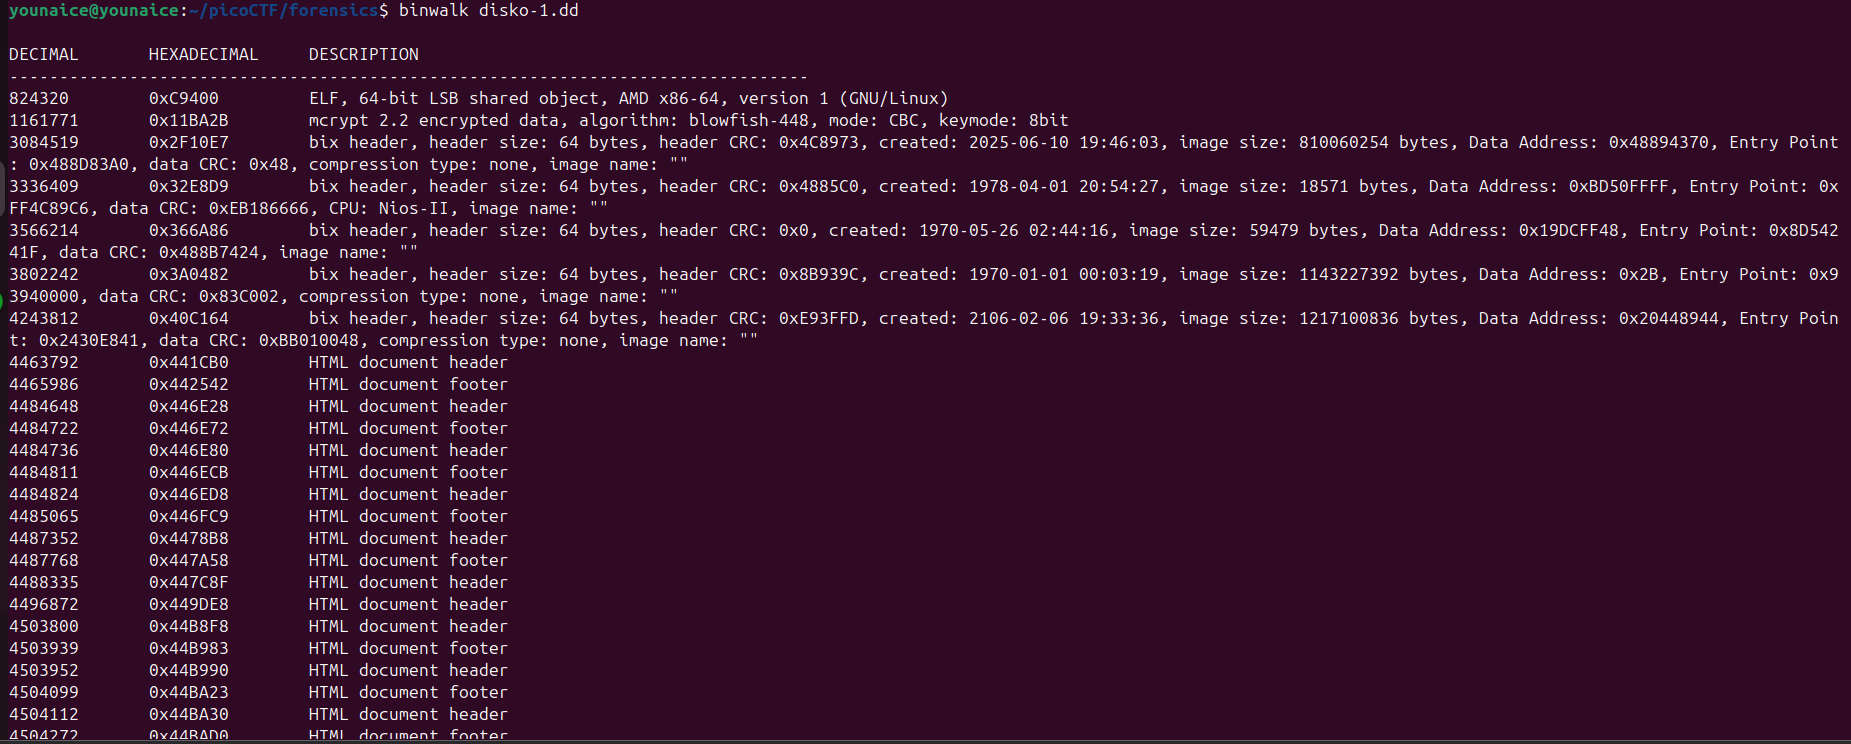 younaice@younaice:~/picoCTF/forensics$ binwalk disko-1.dd
DECIMAL       HEXADECIMAL     DESCRIPTION
--------------------------------------------------------------------------------
824320        0xC9400         ELF, 64-bit LSB shared object, AMD x86-64, version 1 (GNU/Linux)
1161771       0x11BA2B        mcrypt 2.2 encrypted data, algorithm: blowfish-448, mode: CBC, keymode: 8bit
3084519       0x2F10E7        bix header, header size: 64 bytes, header CRC: 0x4C8973, created: 2025-06-10 19:46:03, image size: 810060254 bytes, Data Address: 0x48894370, Entry Point
: 0x488D83A0, data CRC: 0x48, compression type: none, image name: ""
3336409       0x32E8D9        bix header, header size: 64 bytes, header CRC: 0x4885C0, created: 1978-04-01 20:54:27, image size: 18571 bytes, Data Address: 0xBD50FFFF, Entry Point: 0x
FF4C89C6, data CRC: 0xEB186666, CPU: Nios-II, image name: ""
3566214       0x366A86        bix header, header size: 64 bytes, header CRC: 0x0, created: 1970-05-26 02:44:16, image size: 59479 bytes, Data Address: 0x19DCFF48, Entry Point: 0x8D542
41F, data CRC: 0x488B7424, image name: ""
3802242       0x3A0482        bix header, header size: 64 bytes, header CRC: 0x8B939C, created: 1970-01-01 00:03:19, image size: 1143227392 bytes, Data Address: 0x2B, Entry Point: 0x9
3940000, data CRC: 0x83C002, compression type: none, image name: ""
4243812       0x40C164        bix header, header size: 64 bytes, header CRC: 0xE93FFD, created: 2106-02-06 19:33:36, image size: 1217100836 bytes, Data Address: 0x20448944, Entry Poin
t: 0x2430E841, data CRC: 0xBB010048, compression type: none, image name: ""
4463792       0x441CB0        HTML document header
4465986       0x442542        HTML document footer
4484648       0x446E28        HTML document header
4484722       0x446E72        HTML document footer
4484736       0x446E80        HTML document header
4484811       0x446ECB        HTML document footer
4484824       0x446ED8        HTML document header
4485065       0x446FC9        HTML document footer
4487352       0x4478B8        HTML document header
4487768       0x447A58        HTML document footer
4488335       0x447C8F        HTML document header
4496872       0x449DE8        HTML document header
4503800       0x44B8F8        HTML document header
4503939       0x44B983        HTML document footer
4503952       0x44B990        HTML document header
4504099       0x44BA23        HTML document footer
4504112       0x44BA30        HTML document header
4504272       0x44BAD0        HTML document footer